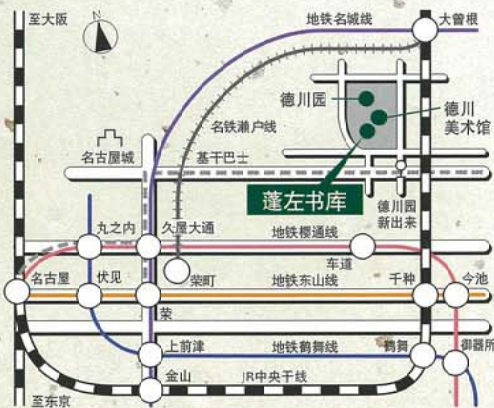 至大阪
N
地铁名城线
大曾根
德川园
德川
美术馆
名铁濑户线
名古屋城
基干巴士
蓬左书库
德川园
新出来
丸之内
久屋大通
地铁樱通线
车道
名古屋
伏见
荣町
地铁东山线
千种
今池
荣
上前津
地铁鹤舞线
鹤舞
御器所
金山
JR中央干线
至东京